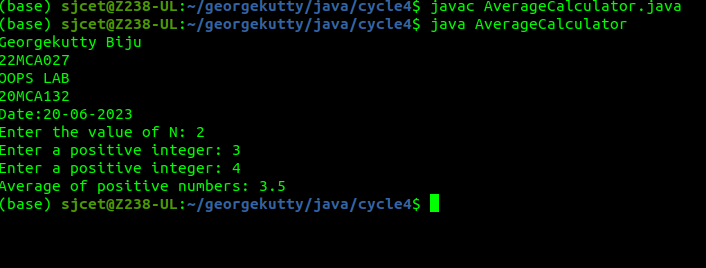 (base) sjcet@Z238-UL:~/georgekutty/java/cycle4$ javac AverageCalculator.java
(base) sjcet@Z238-UL:~/georgekutty/java/cycle4$ java AverageCalculator
Georgekutty Biju
22MCA027
OOPS LAB
20MCA132
Date:20-06-2023
Enter the value of N: 2
Enter a positive integer: 3
Enter a positive integer: 4
Average of positive numbers: 3.5
(base) sjcet@Z238-UL:~/georgekutty/java/cycle4$